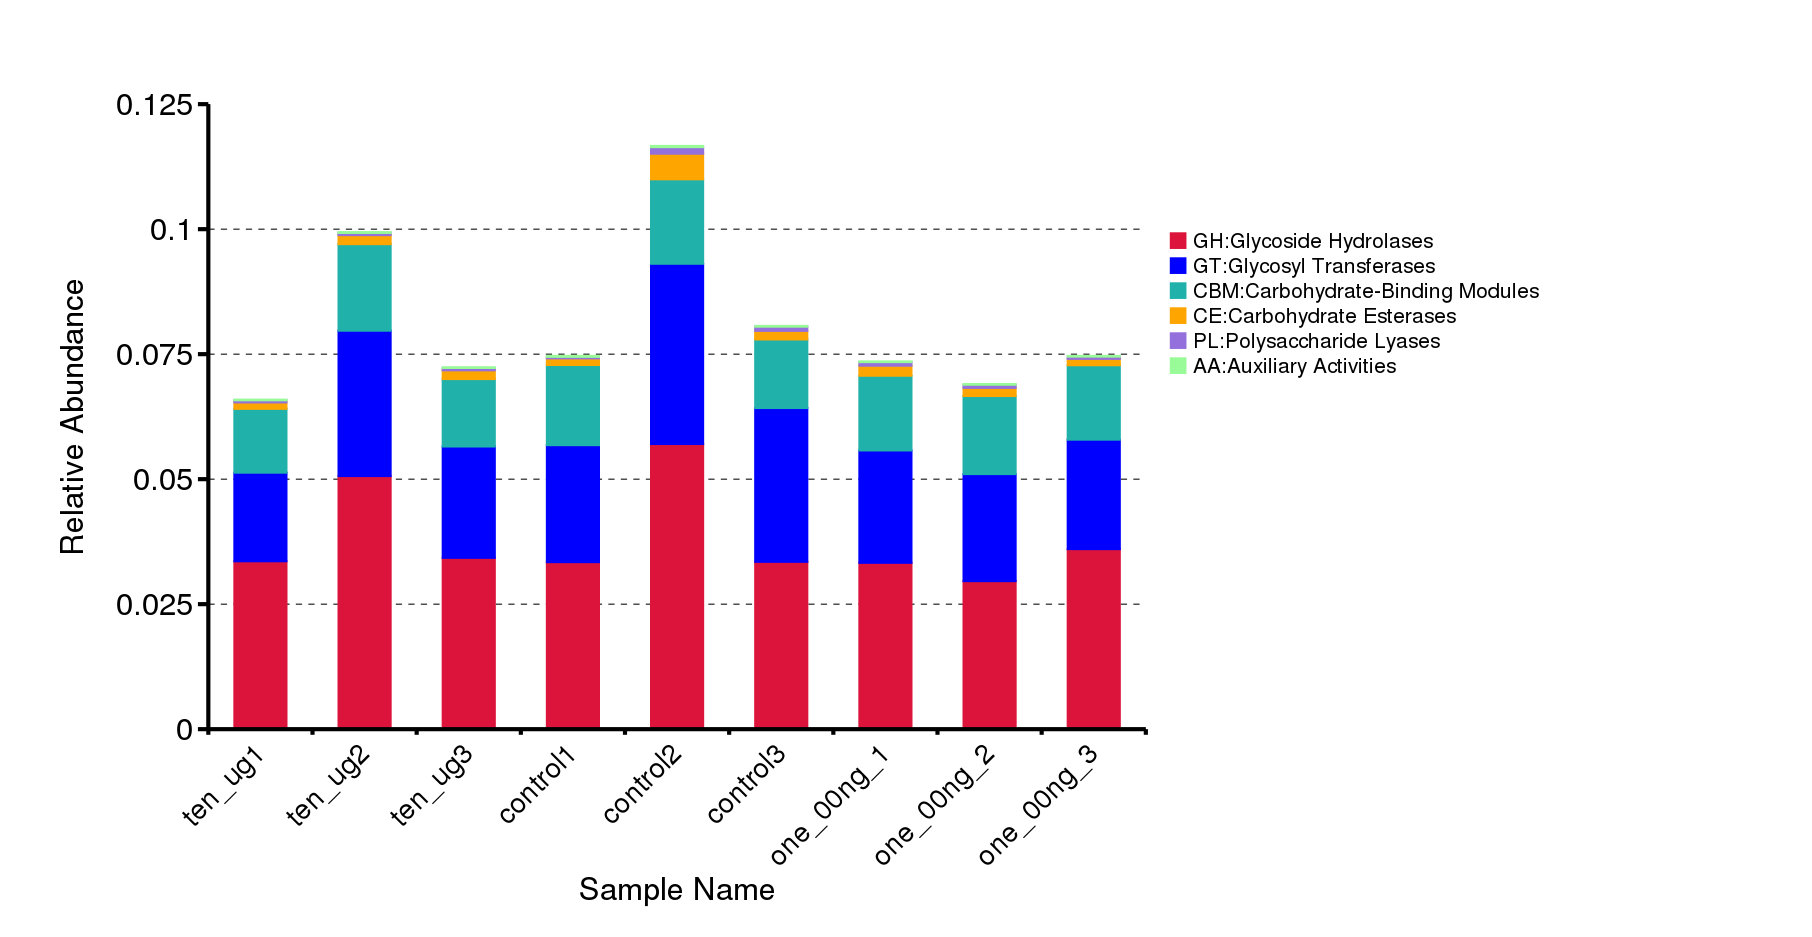 0.125
0.1
0.075
0.05
0.025
0
Relative Abundance
ten_ug1
ten_ug2
ten_ug3
control1
control2
control3
one_00ng_1
one_00ng_2
one_00ng_3
Sample Name
GH:Glycoside Hydrolases
GT:Glycosyl Transferases
CBM:Carbohydrate-Binding Modules
CE:Carbohydrate Esterases
PL:Polysaccharide Lyases
AA:Auxiliary Activities